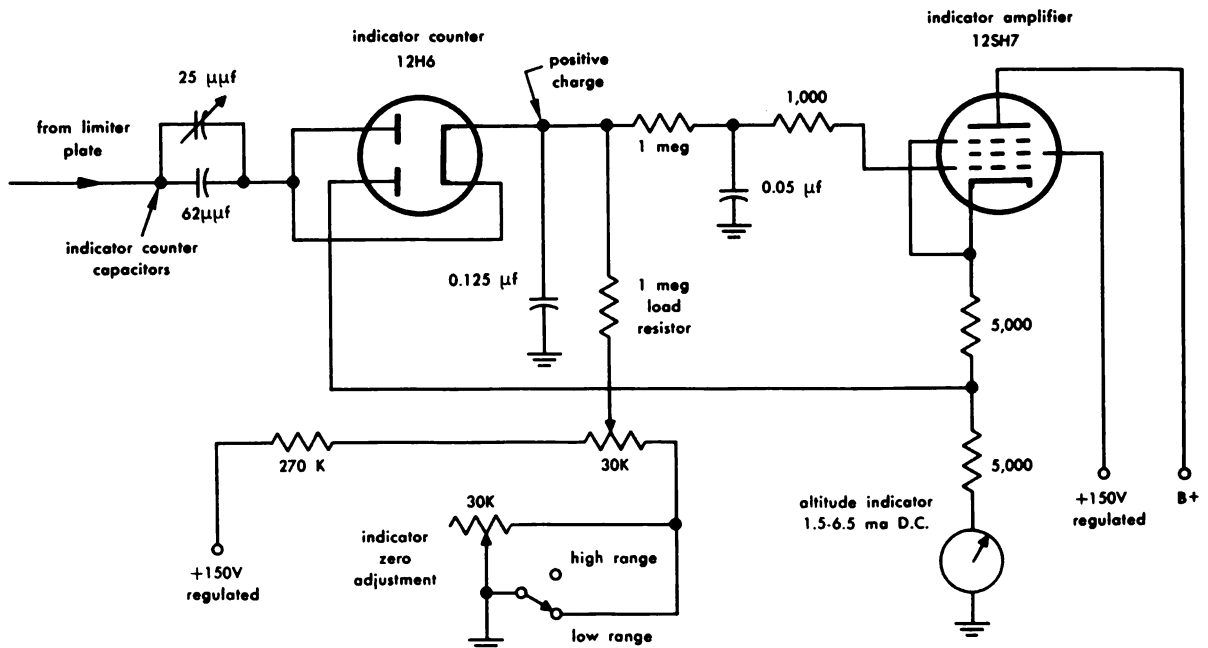 indicator counter
12H6
indicator amplifier
12SH7
25 μμf
positive
charge
from limiter
plate
1,000
1 meg
62μμf
0.05 μf
indicator counter
capacitors
0.125 μf
1 meg
load
resistor
5,000
270 K
30K
5,000
altitude indicator
1.5-6.5 ma D.C.
+150V
regulated
B+
30K
indicator
zero
adjustment
high range
+150V
regulated
low range